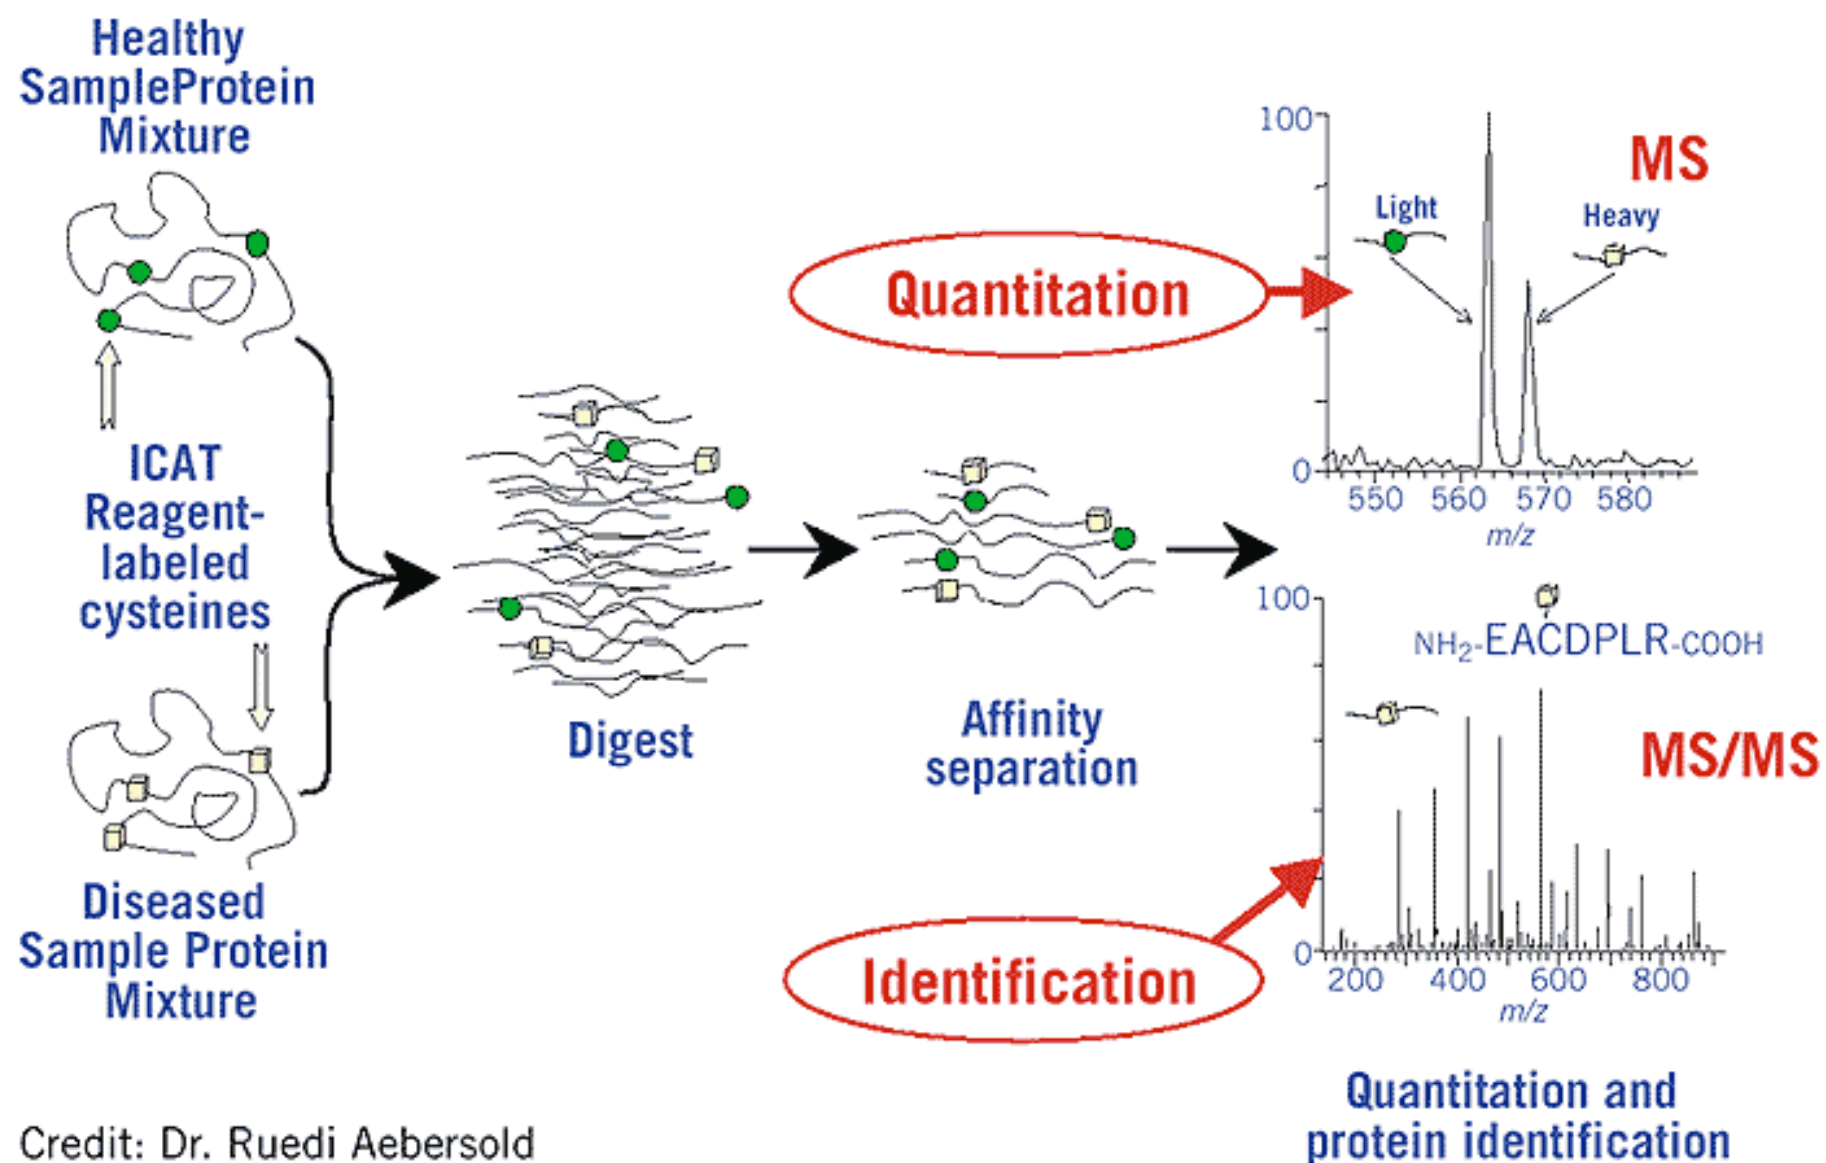 Healthy
SampleProtein
Mixture
ICAT
Reagent-
labeled
cysteines
Diseased
Sample Protein
Mixture
Digest
Affinity
separation
Quantitation
Identification
100
MS
Light
Heavy
0
550 560 570 580
m/z
100
NH2-EACDPLR-COOH
MS/MS
0
200 400 600 800
m/z
Quantitation and
protein identification
Credit: Dr. Ruedi Aebersold